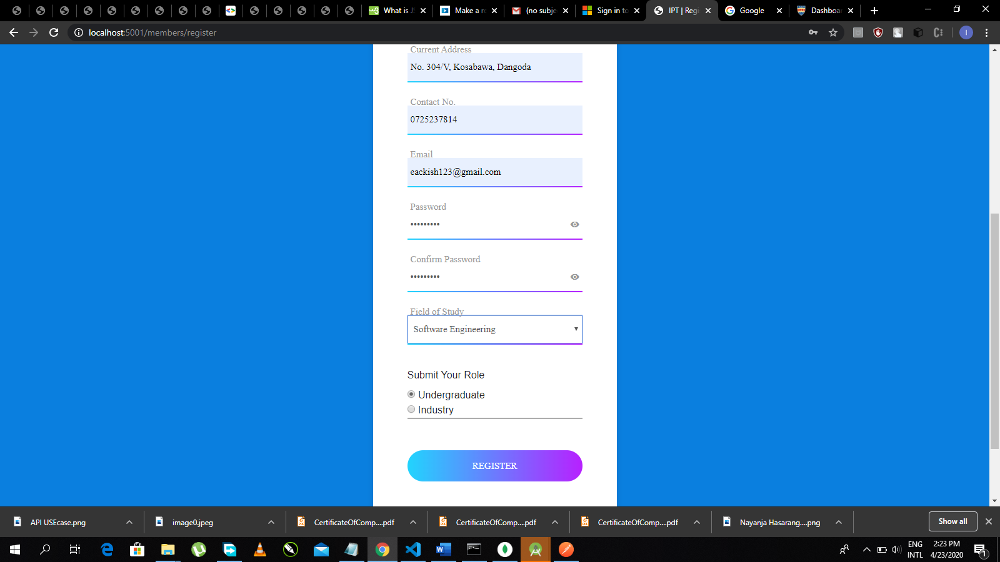 What is JS
Make a re
(no subje
Sign in to
IPT | Regi
Google
Dashboar
localhost:5001/members/register
I
Current Address
No. 304/V, Kosabawa, Dangoda
Contact No.
0725237814
Email
eackish123@gmail.com
Password
•••••••••
Confirm Password
•••••••••
Field of Study
Software Engineering
Submit Your Role
Undergraduate
Industry
REGISTER
API USEcase.png
image0.jpeg
CertificateOfComp....pdf
CertificateOfComp....pdf
CertificateOfComp....pdf
Nayanja Hasarang....png
Show all
ENG
INTL
2:23 PM
4/23/2020
1